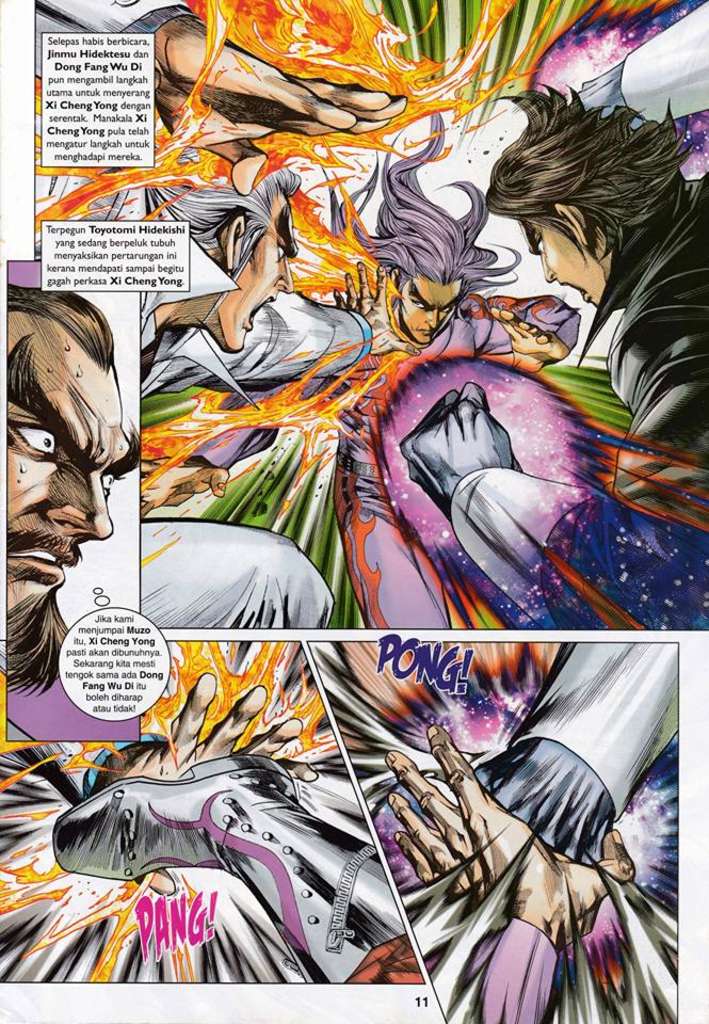 Selepas habis berbicara,
Jinmu Hidektesu dan
Dong Fang Wu Di
pun mengambil langkah
utama untuk menyerang
Xi Cheng Yong dengan
serentak. Manakala Xi
Cheng Yong pula telah
mengatur langkah untuk
menghadapi mereka.
Terpegun Toyotomi Hidekishi
yang sedang berpeluk tubuh
menyaksikan pertarungan ini
kerana mendapati sampai begitu
gagah perkasa Xi Cheng Yong.
Jika kami
menjumpai Muzo
itu, Xi Cheng Yong
pasti akan dibunuhnya.
Sekarang kita mesti
tengok sama ada Dong
Fang Wu Di itu
boleh diharap
atau tidak!
PONG!
PANG!
11